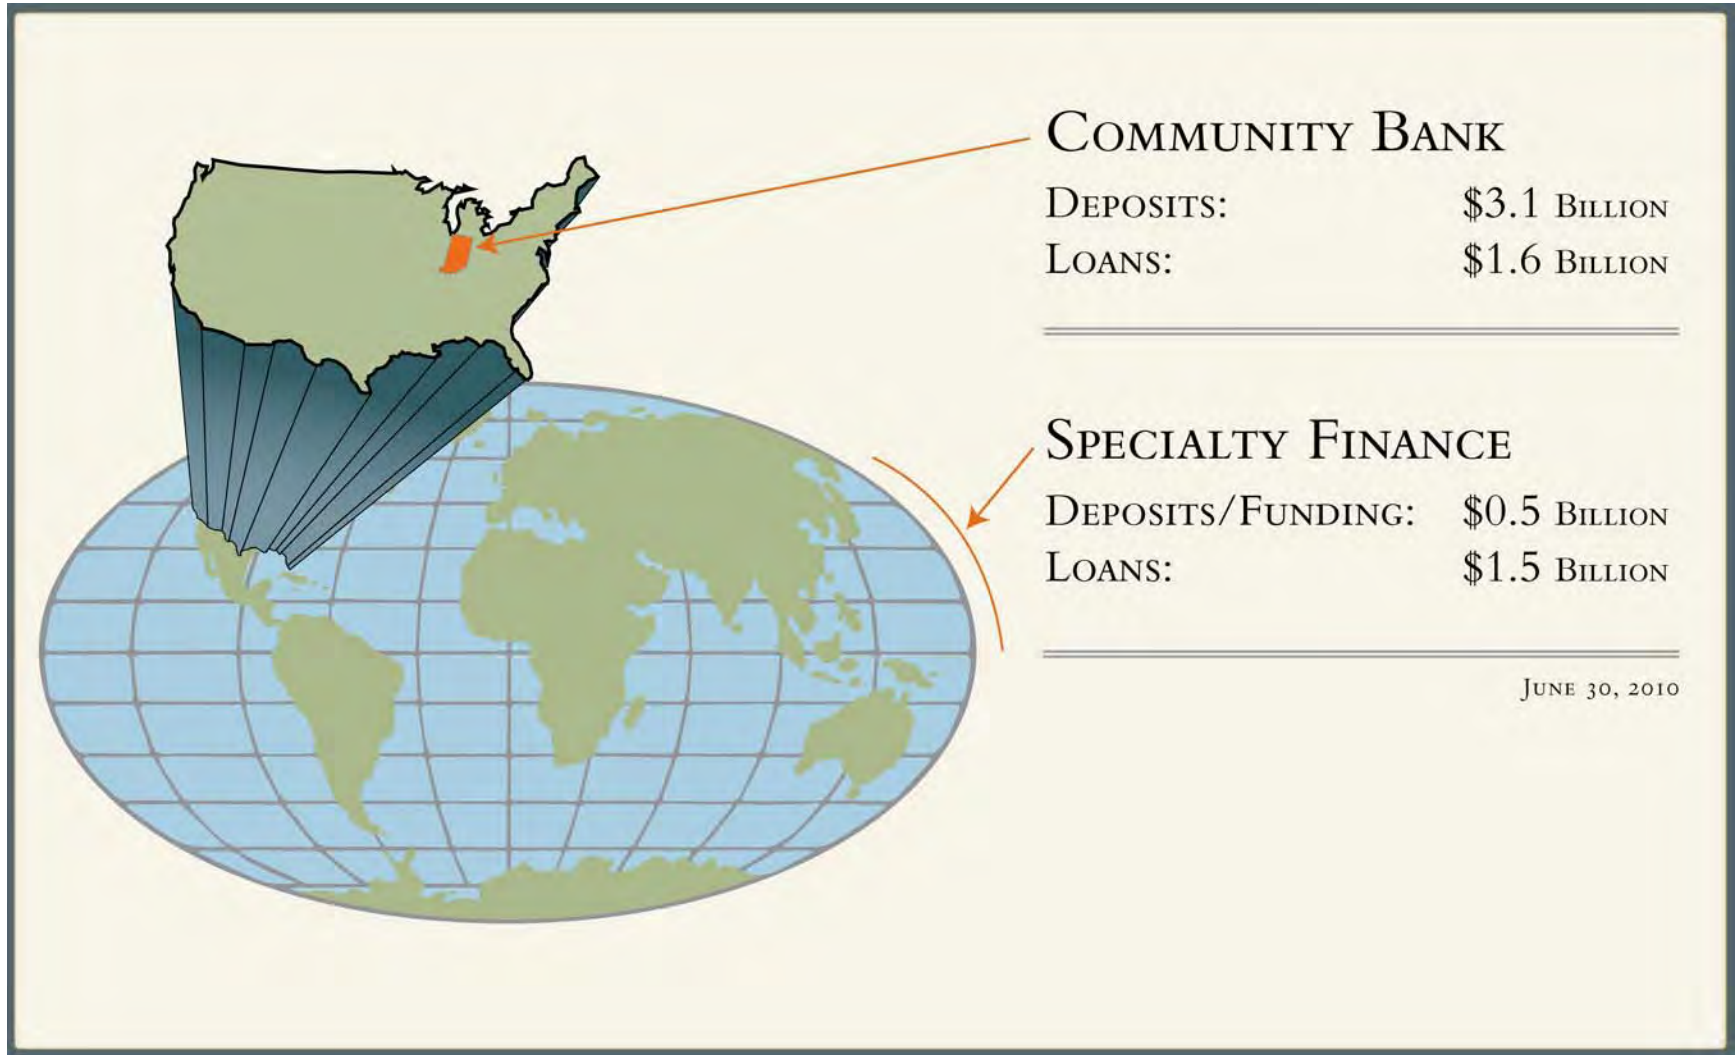 Community Bank
Deposits: $3.1 Billion
Loans: $1.6 Billion
Specialty Finance
Deposits/Funding: $0.5 Billion
Loans: $1.5 Billion
June 30, 2010